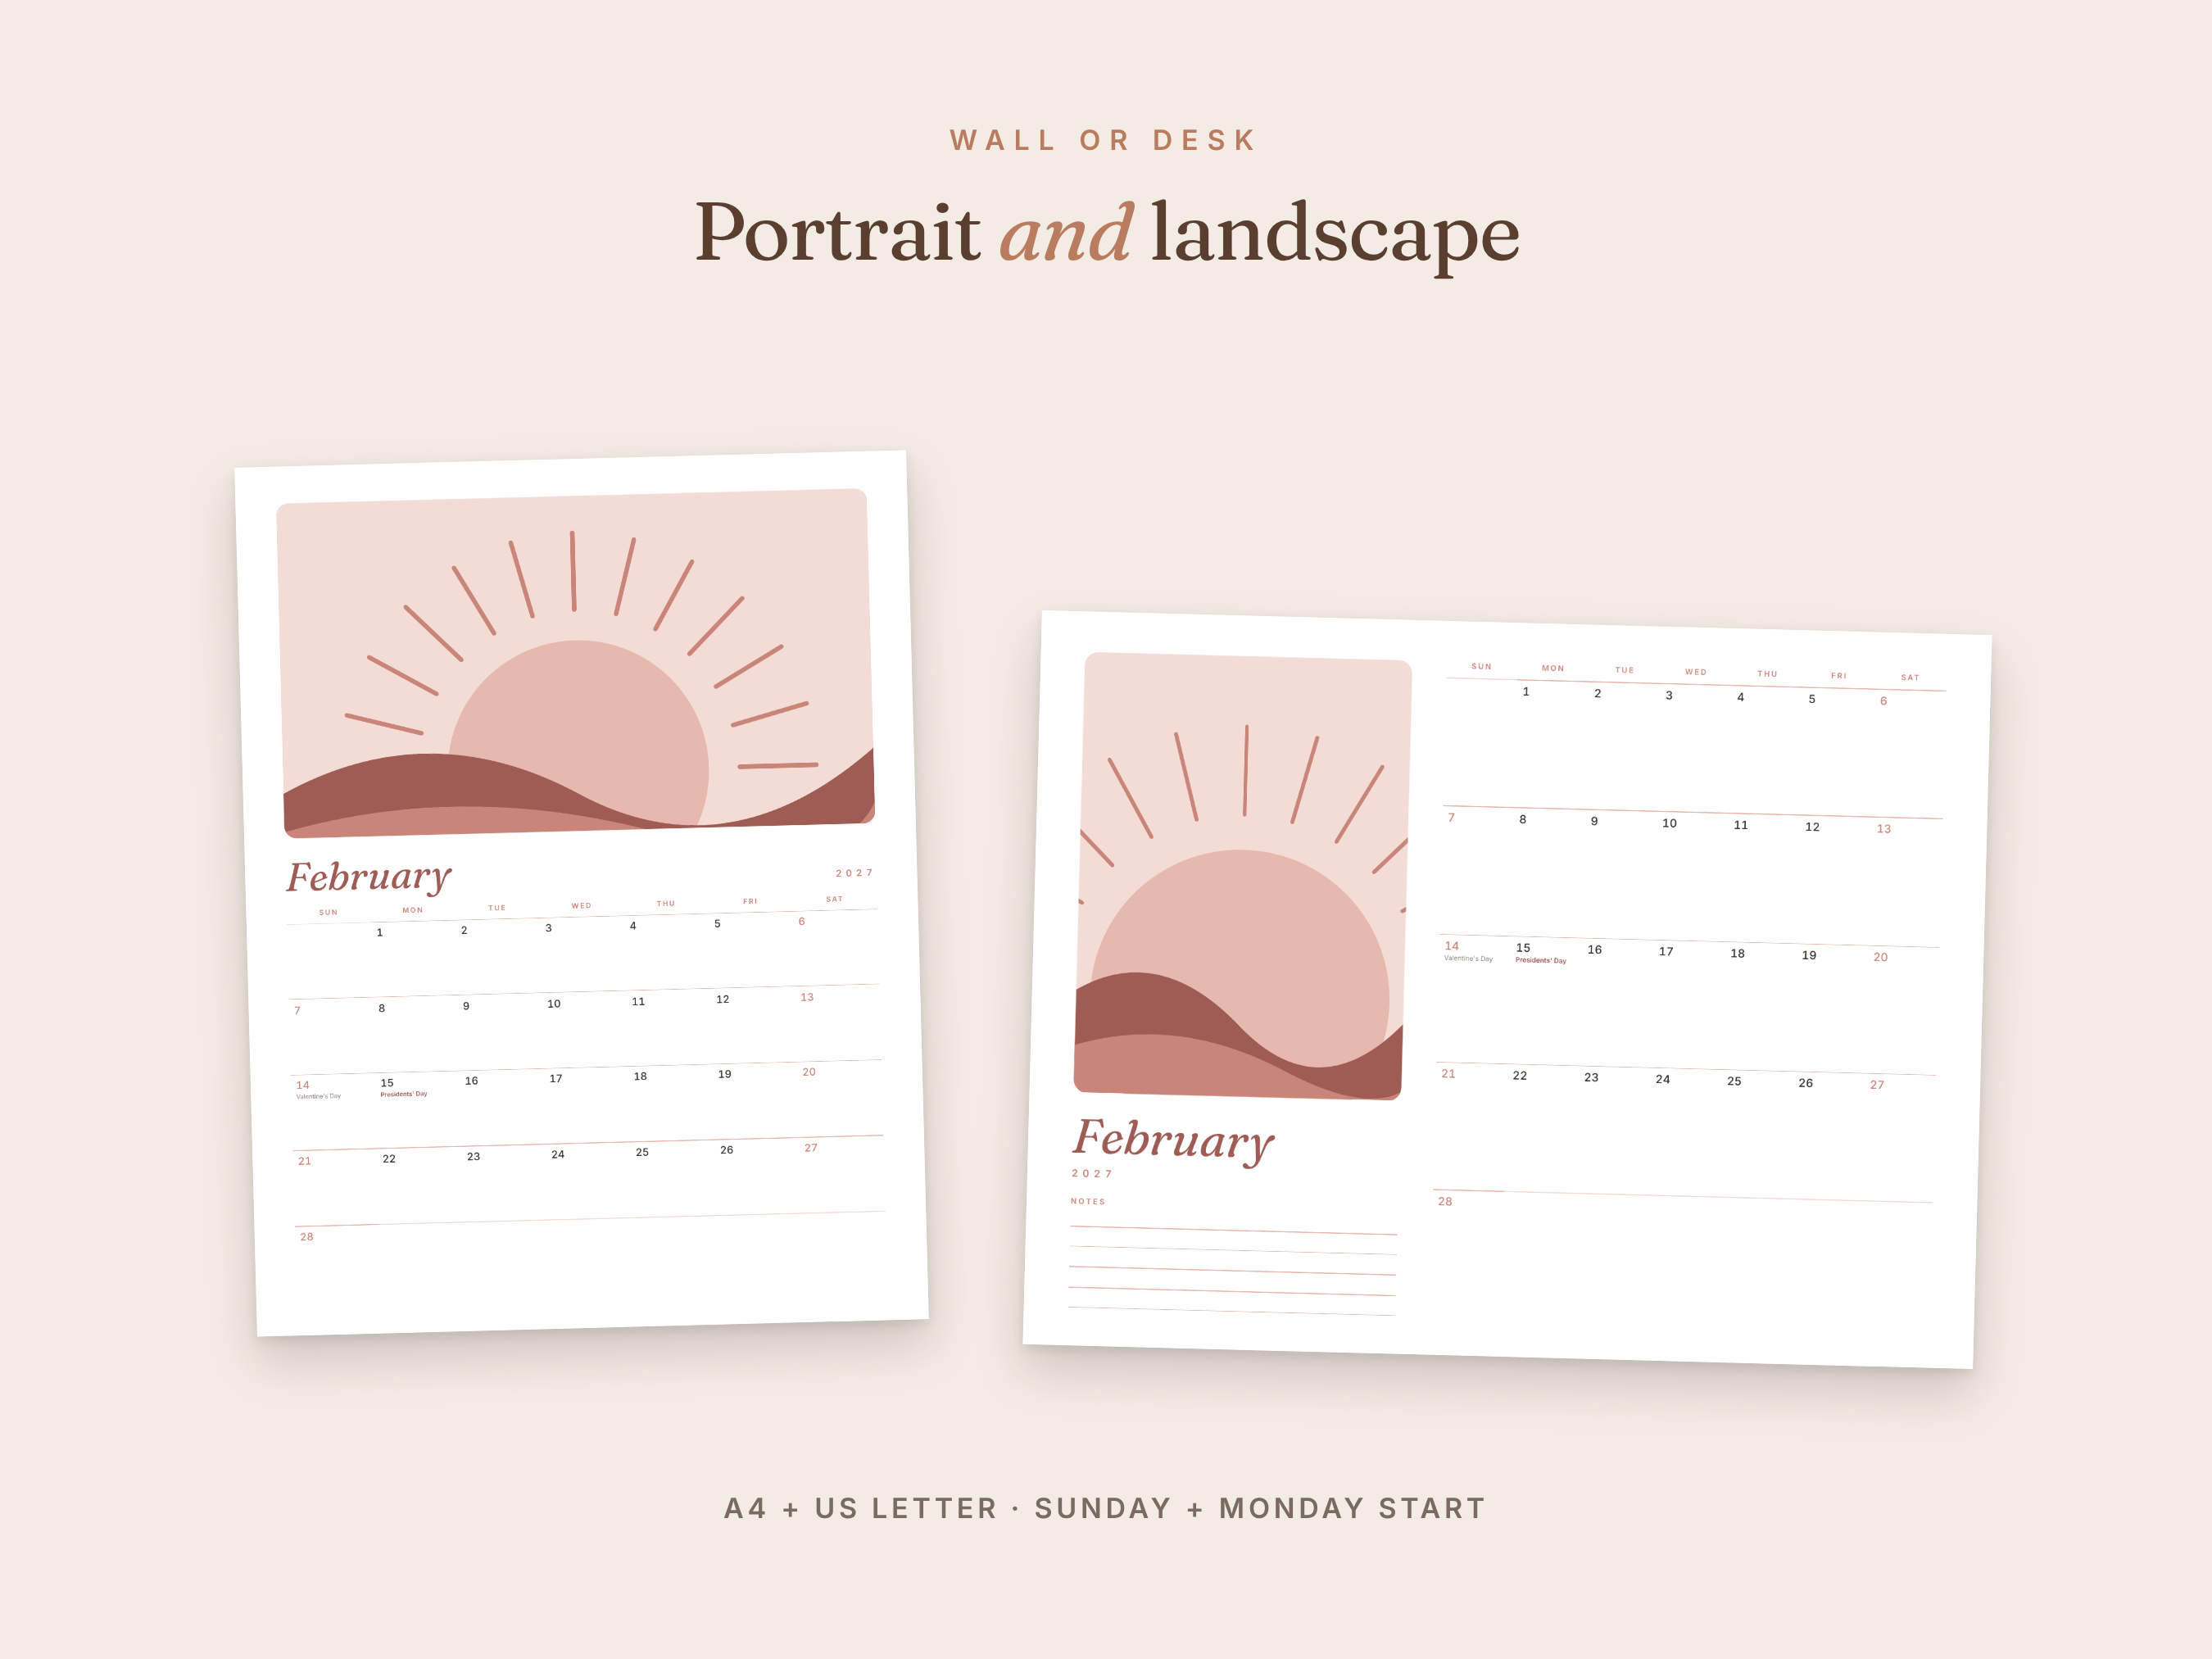 WALL OR DESK
Portrait and landscape
February
2027
SUN MON TUE WED THU FRI SAT
1 2 3 4 5 6
7 8 9 10 11 12 13
14 15 16 17 18 19 20
Valentine's Day Presidents' Day
21 22 23 24 25 26 27
28
February
2027
NOTES
SUN MON TUE WED THU FRI SAT
1 2 3 4 5 6
7 8 9 10 11 12 13
14 15 16 17 18 19 20
Valentine's Day Presidents' Day
21 22 23 24 25 26 27
28
A4 + US LETTER · SUNDAY + MONDAY START